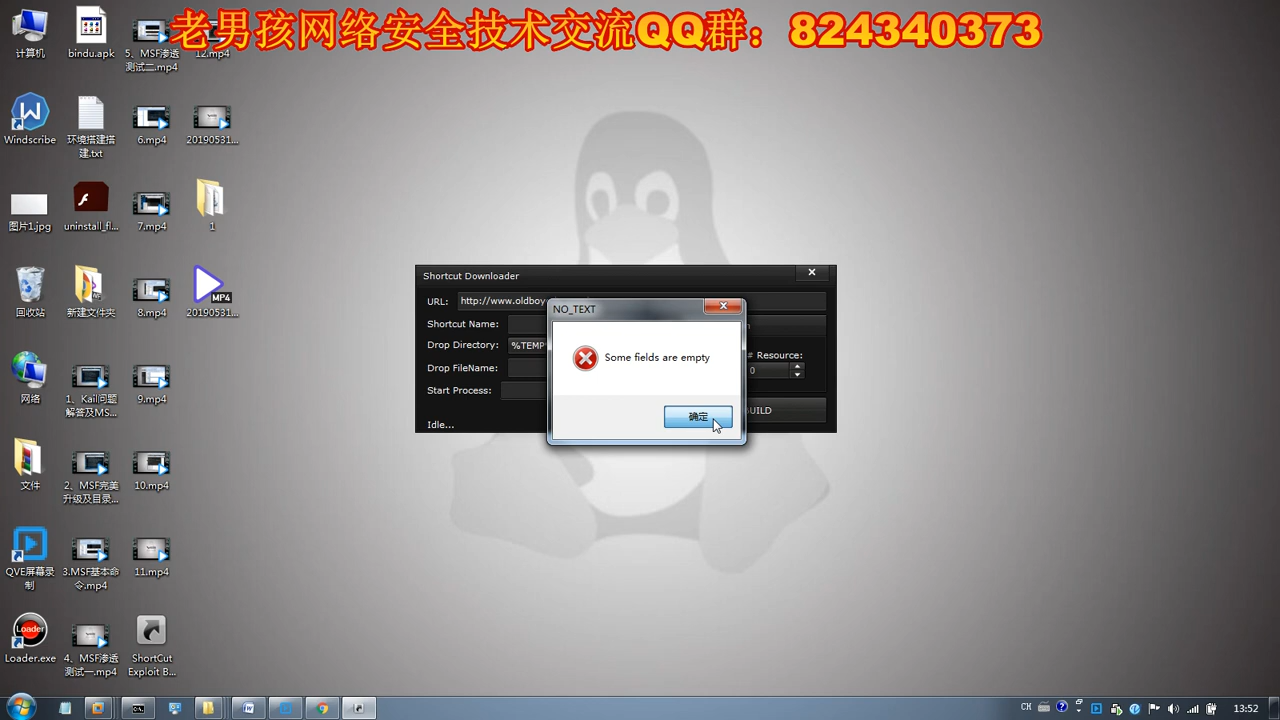 老男孩网络安全技术交流QQ群：824340373
计算机
bindu.apk
5、MSF渗透
测试二.mp4
12.mp4
Windscribe
环境搭建搭
建.txt
6.mp4
20190531...
图片1.jpg
uninstall_fl...
7.mp4
1
回收站
新建文件夹
8.mp4
MP4
20190531...
网络
1、Kail问题
解答及MS...
9.mp4
文件
2、MSF完美
升级及目录...
10.mp4
QVE屏幕录
制
3.MSF基本命
令.mp4
11.mp4
Loader
Loader.exe
4、MSF渗透
测试一.mp4
ShortCut
Exploit B...
Shortcut Downloader
URL:
http://www.oldboy
Shortcut Name:
Drop Directory:
%TEMP
# Resource:
Drop FileName:
0
Start Process:
UILD
Idle...
NO_TEXT
Some fields are empty
确定
CH
13:52